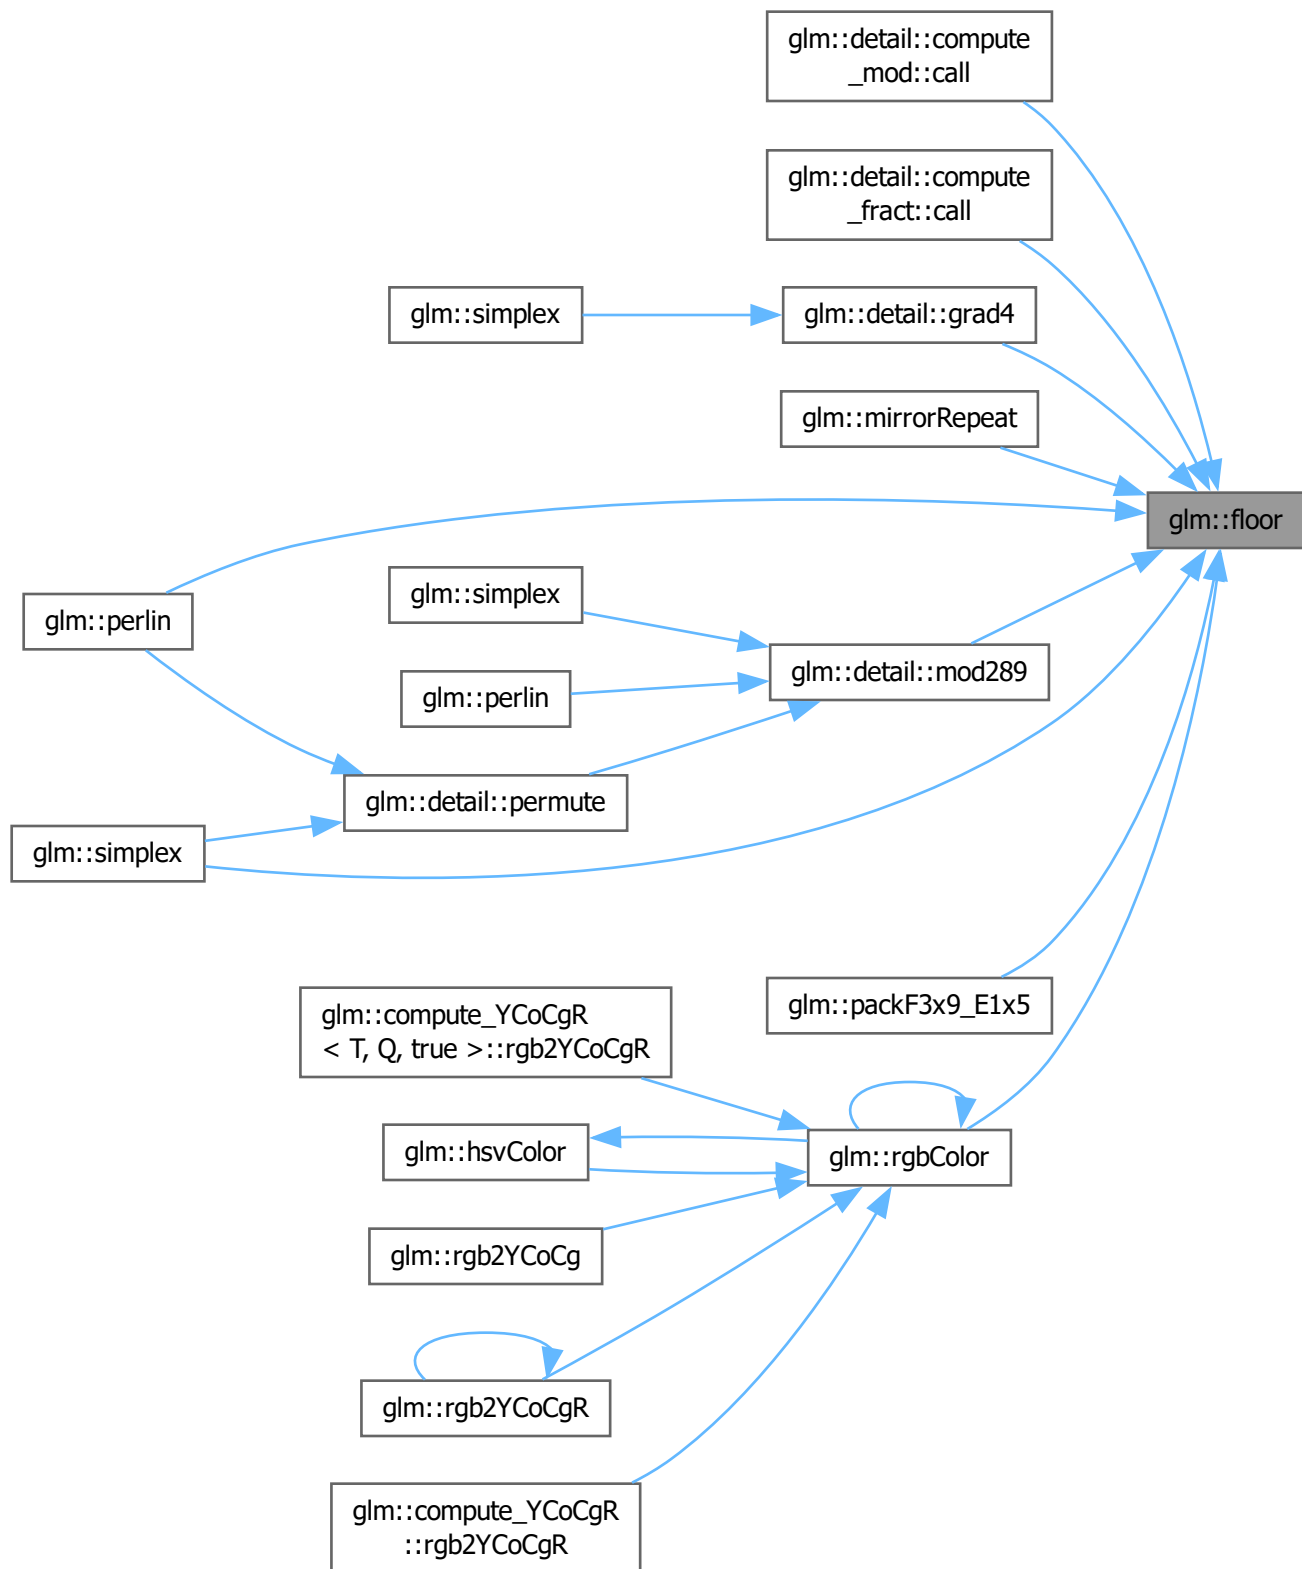 glm::detail::compute
_mod::call
glm::detail::compute
_fract::call
glm::simplex
glm::detail::grad4
glm::mirrorRepeat
glm::floor
glm::simplex
glm::perlin
glm::detail::mod289
glm::perlin
glm::detail::permute
glm::simplex
glm::packF3x9_E1x5
glm::compute_YCoCgR
< T, Q, true >::rgb2YCoCgR
glm::hsvColor
glm::rgbColor
glm::rgb2YCoCg
glm::rgb2YCoCgR
glm::compute_YCoCgR
::rgb2YCoCgR